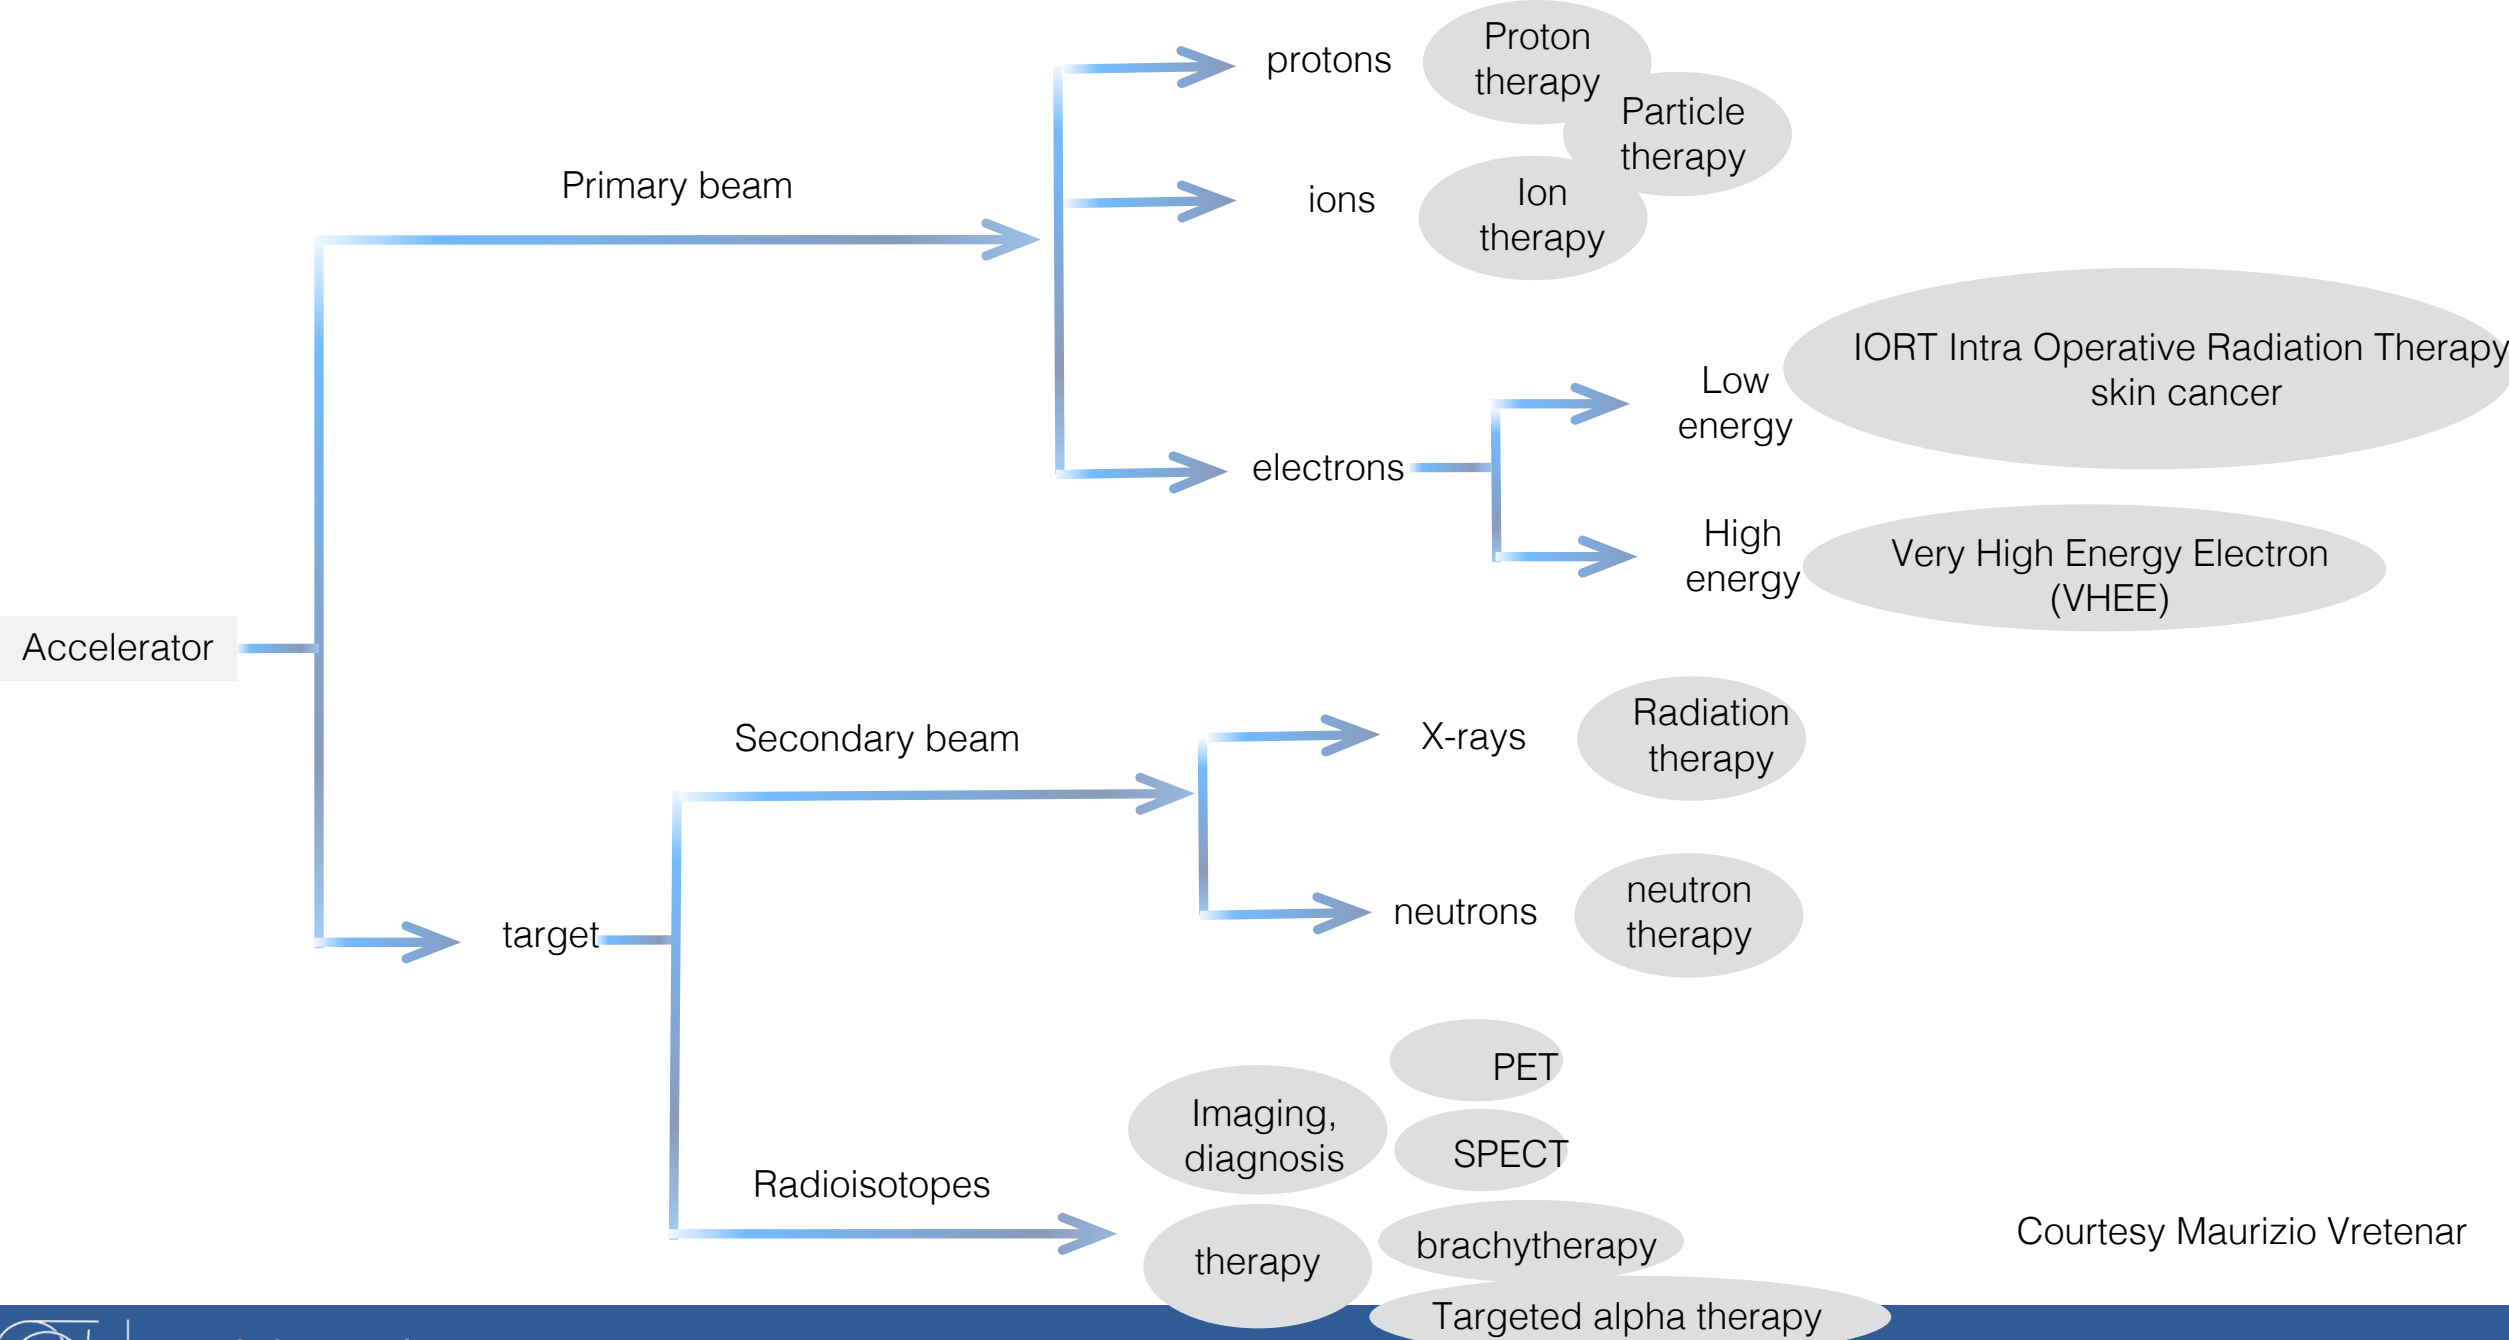 protons
Proton
therapy
Particle
therapy
Primary beam
ions
Ion
therapy
IORT Intra Operative Radiation Therapy
skin cancer
Low
energy
electrons
High
energy
Very High Energy Electron
(VHEE)
Accelerator
Secondary beam
X-rays
Radiation
therapy
target
neutrons
neutron
therapy
PET
Imaging,
diagnosis
SPECT
Radioisotopes
therapy
brachytherapy
Targeted alpha therapy
Courtesy Maurizio Vretenar